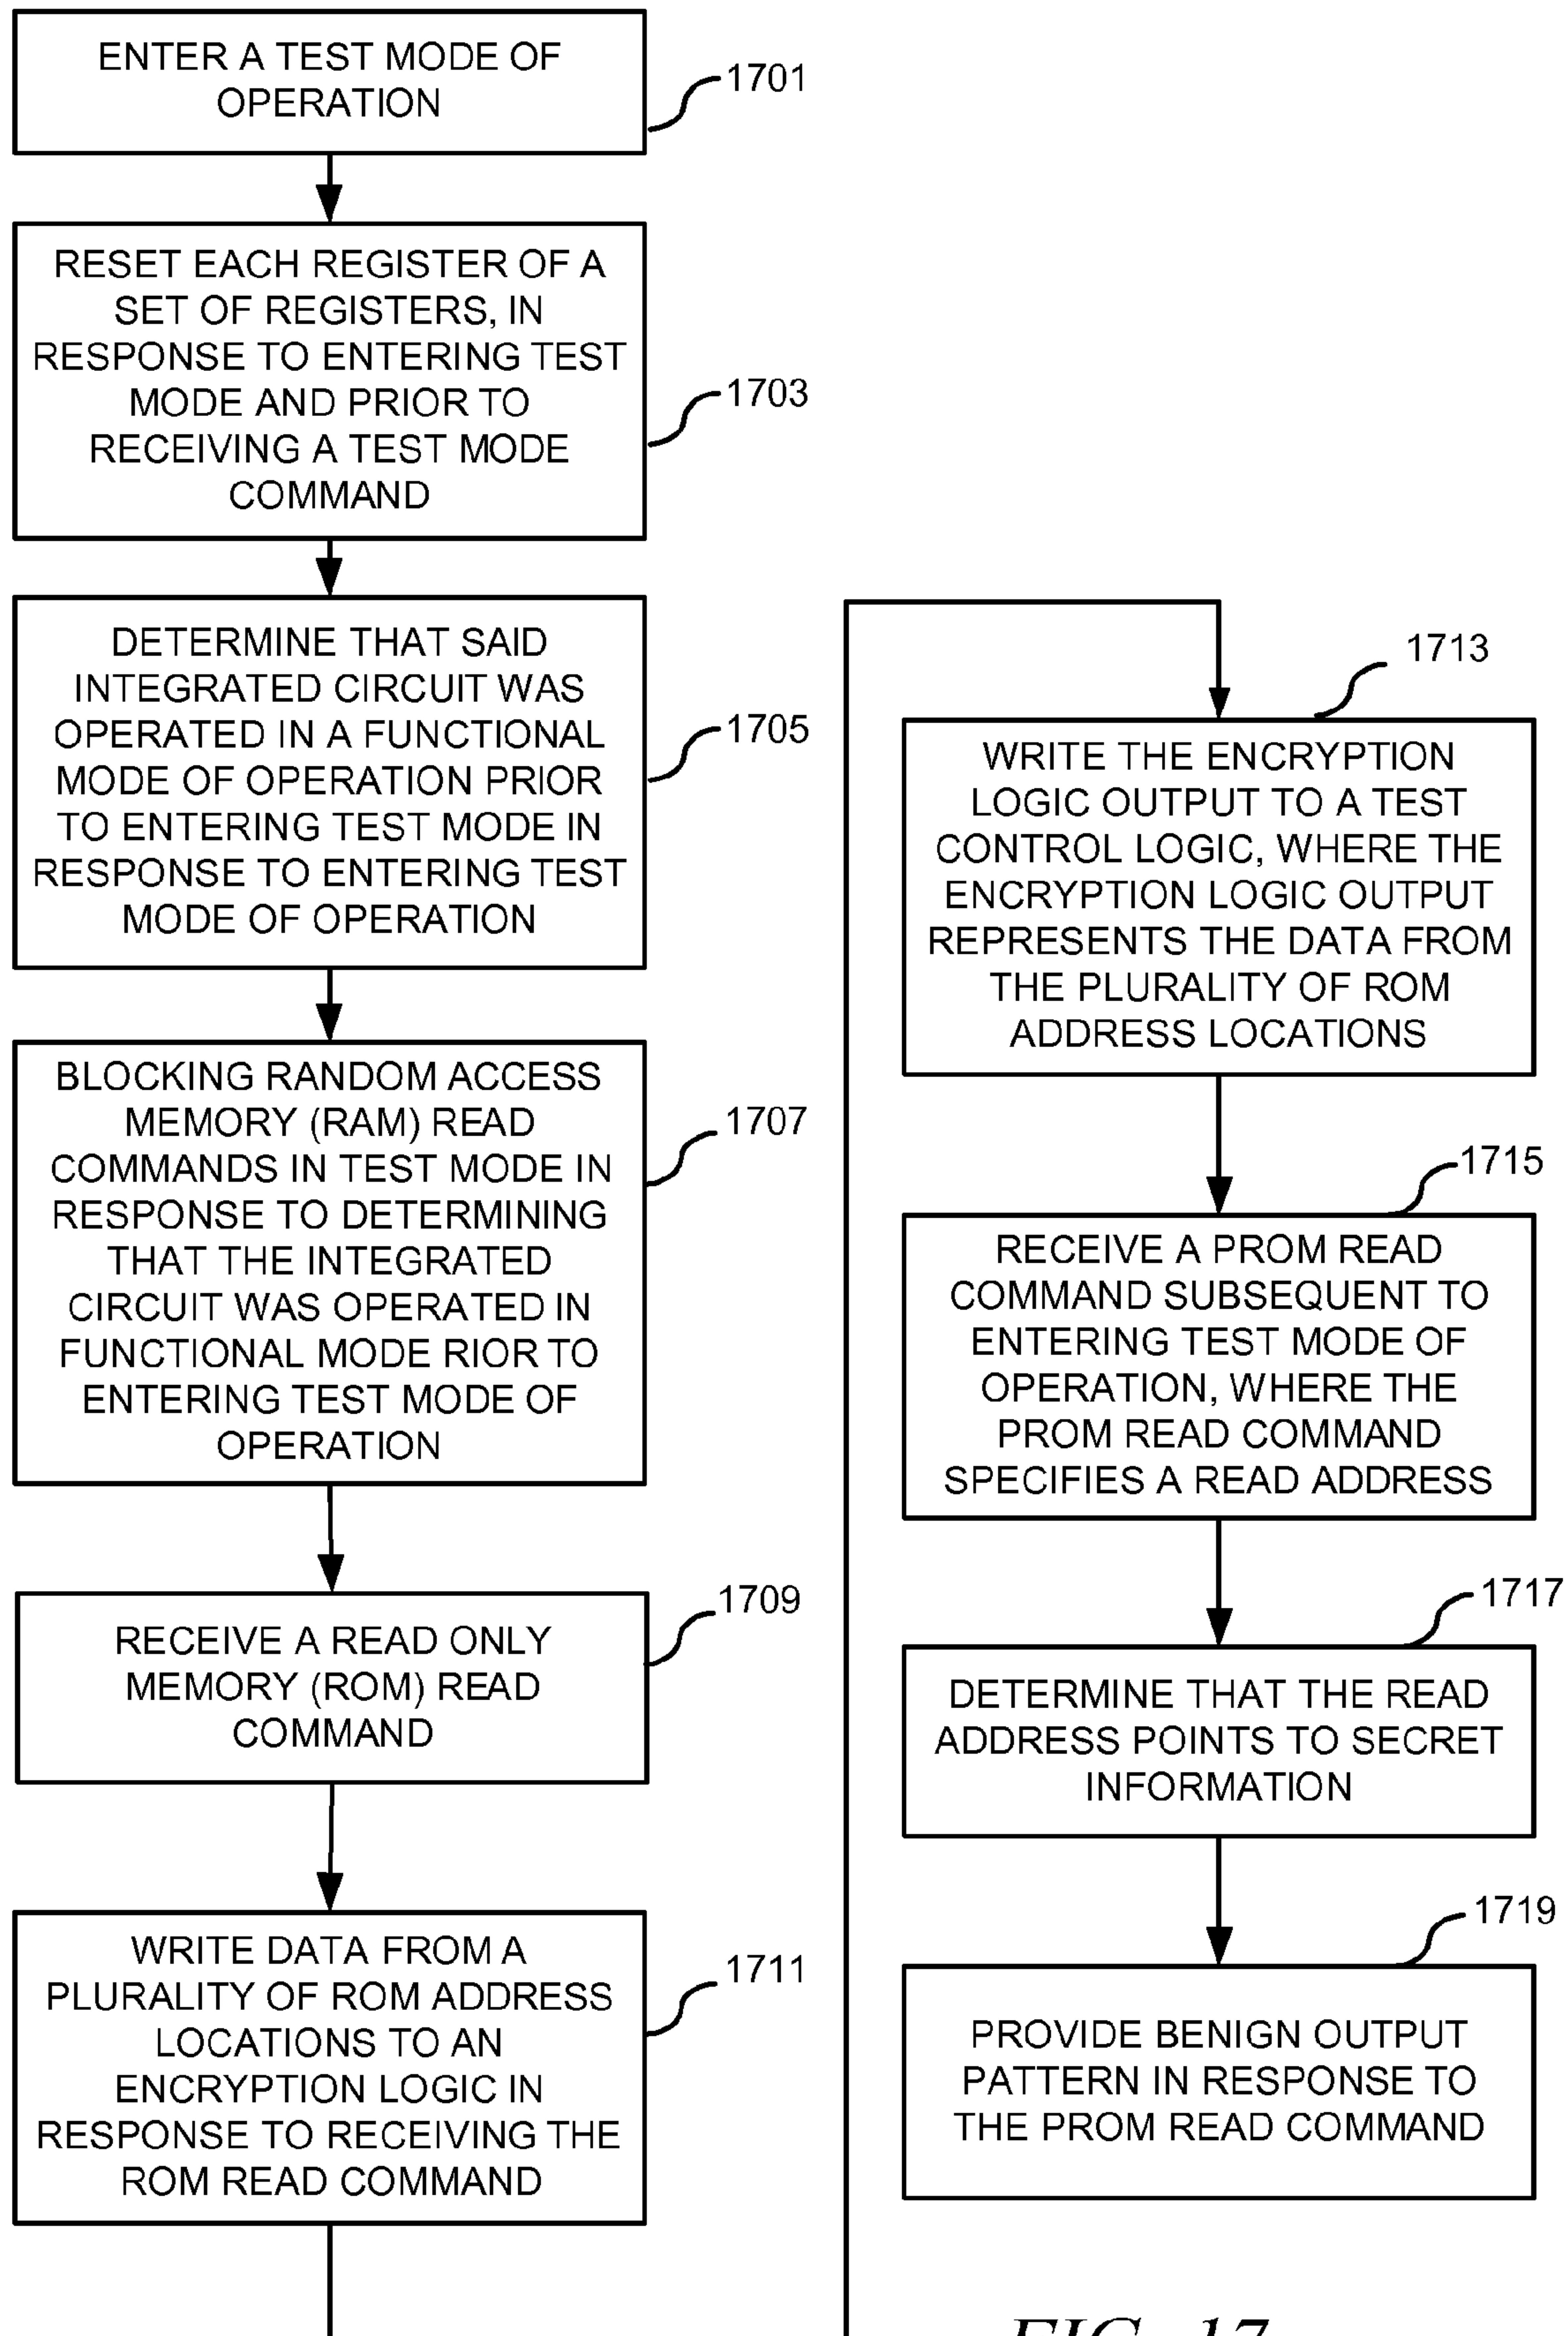 ENTER A TEST MODE OF
OPERATION
1701
RESET EACH REGISTER OF A
SET OF REGISTERS, IN
RESPONSE TO ENTERING TEST
MODE AND PRIOR TO
RECEIVING A TEST MODE
COMMAND
1703
DETERMINE THAT SAID
INTEGRATED CIRCUIT WAS
OPERATED IN A FUNCTIONAL
MODE OF OPERATION PRIOR
TO ENTERING TEST MODE IN
RESPONSE TO ENTERING TEST
MODE OF OPERATION
1705
BLOCKING RANDOM ACCESS
MEMORY (RAM) READ
COMMANDS IN TEST MODE IN
RESPONSE TO DETERMINING
THAT THE INTEGRATED
CIRCUIT WAS OPERATED IN
FUNCTIONAL MODE RIOR TO
ENTERING TEST MODE OF
OPERATION
1707
RECEIVE A READ ONLY
MEMORY (ROM) READ
COMMAND
1709
WRITE DATA FROM A
PLURALITY OF ROM ADDRESS
LOCATIONS TO AN
ENCRYPTION LOGIC IN
RESPONSE TO RECEIVING THE
ROM READ COMMAND
1711
1713
WRITE THE ENCRYPTION
LOGIC OUTPUT TO A TEST
CONTROL LOGIC, WHERE THE
ENCRYPTION LOGIC OUTPUT
REPRESENTS THE DATA FROM
THE PLURALITY OF ROM
ADDRESS LOCATIONS
1715
RECEIVE A PROM READ
COMMAND SUBSEQUENT TO
ENTERING TEST MODE OF
OPERATION, WHERE THE
PROM READ COMMAND
SPECIFIES A READ ADDRESS
1717
DETERMINE THAT THE READ
ADDRESS POINTS TO SECRET
INFORMATION
1719
PROVIDE BENIGN OUTPUT
PATTERN IN RESPONSE TO
THE PROM READ COMMAND
FIG. 17